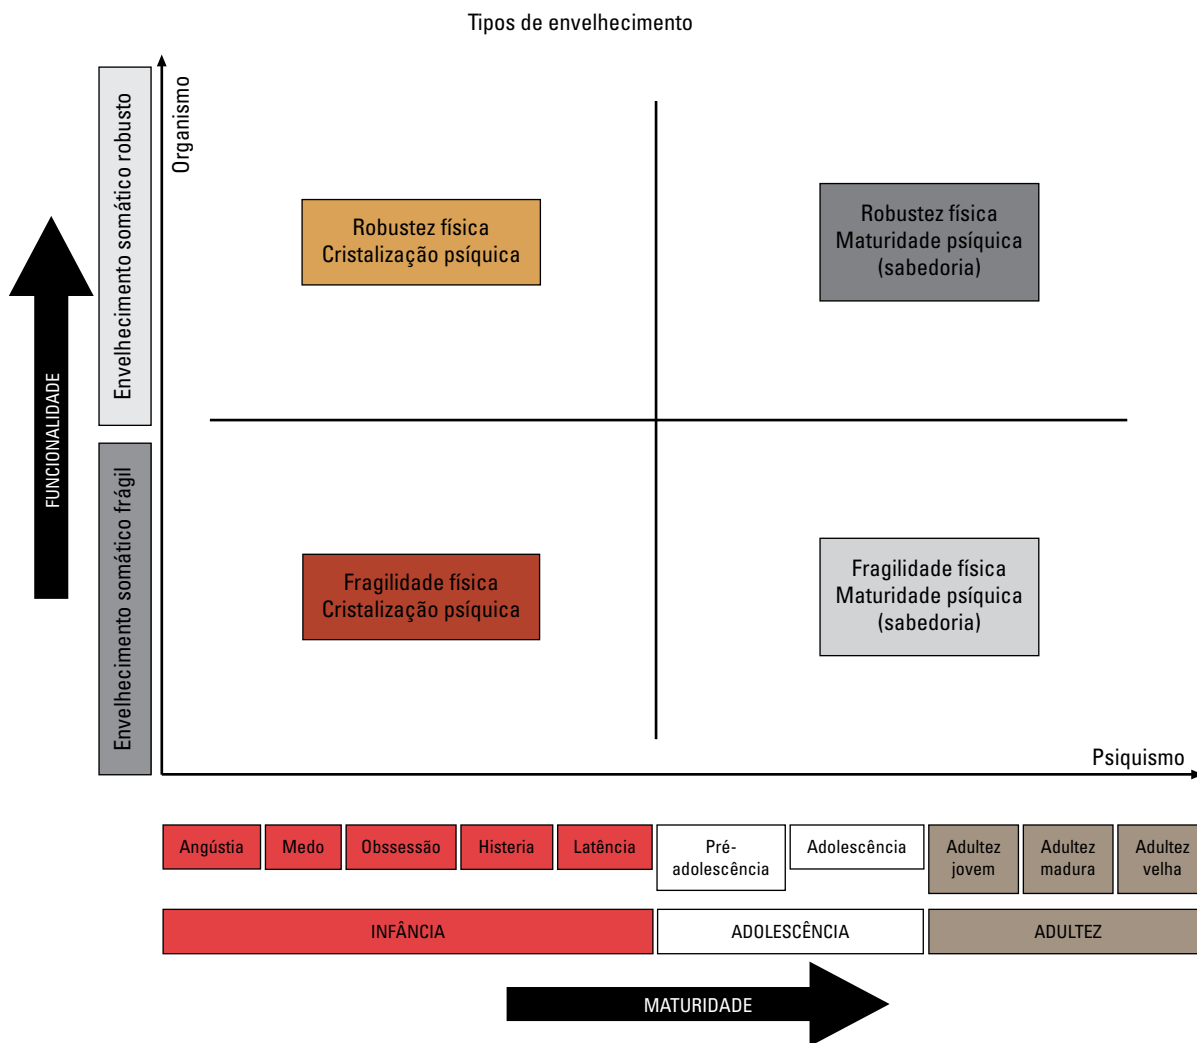 Tipos de envelhecimento
Organismo
Envelhecimento somático robusto
Envelhecimento somático frágil
FUNCIONALIDADE
Robustez física
Cristalização psíquica
Robustez física
Maturidade psíquica
(sabedoria)
Fragilidade física
Cristalização psíquica
Fragilidade física
Maturidade psíquica
(sabedoria)
Psiquismo
Angústia
Medo
Obssessão
Histeria
Latência
Pré-
adolescência
Adolescência
Adultez
jovem
Adultez
madura
Adultez
velha
INFÂNCIA
ADOLESCÊNCIA
ADULTEZ
MATURIDADE